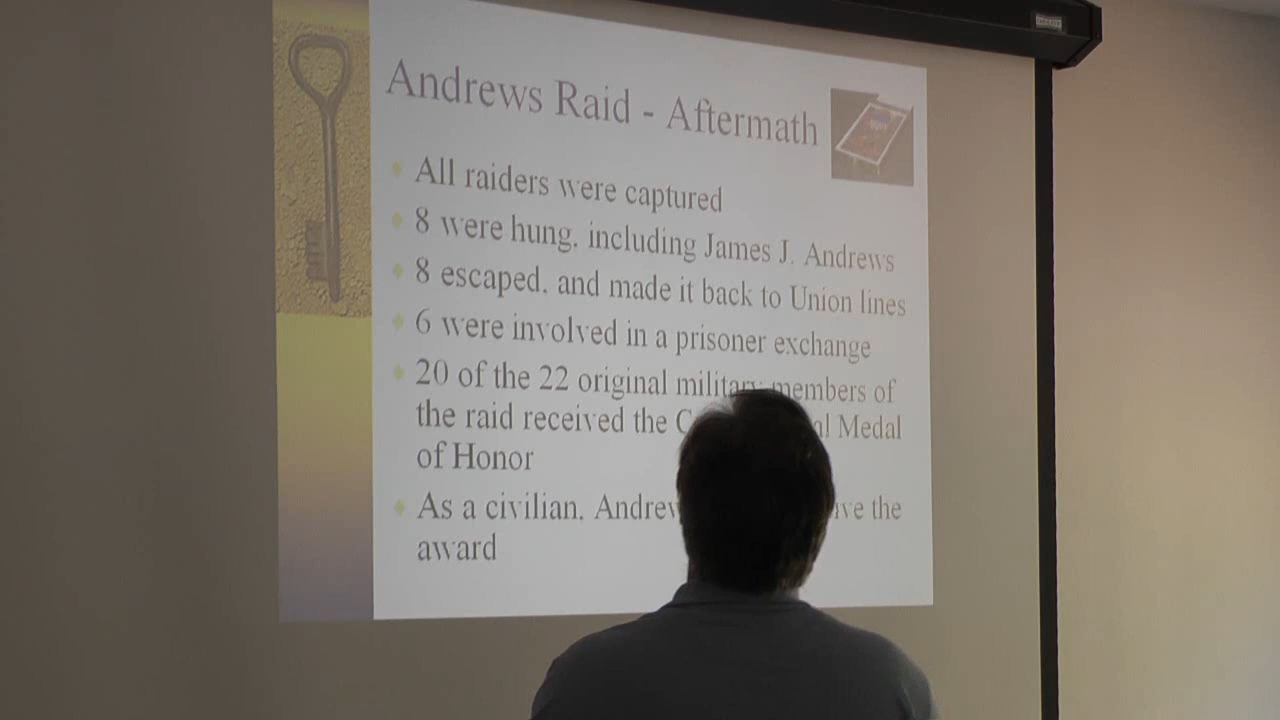 Andrews Raid - Aftermath
All raiders were captured
8 were hung, including James J. Andrews
8 escaped, and made it back to Union lines
6 were involved in a prisoner exchange
20 of the 22 original military members of
the raid received the Medal
of Honor
As a civilian, the
award